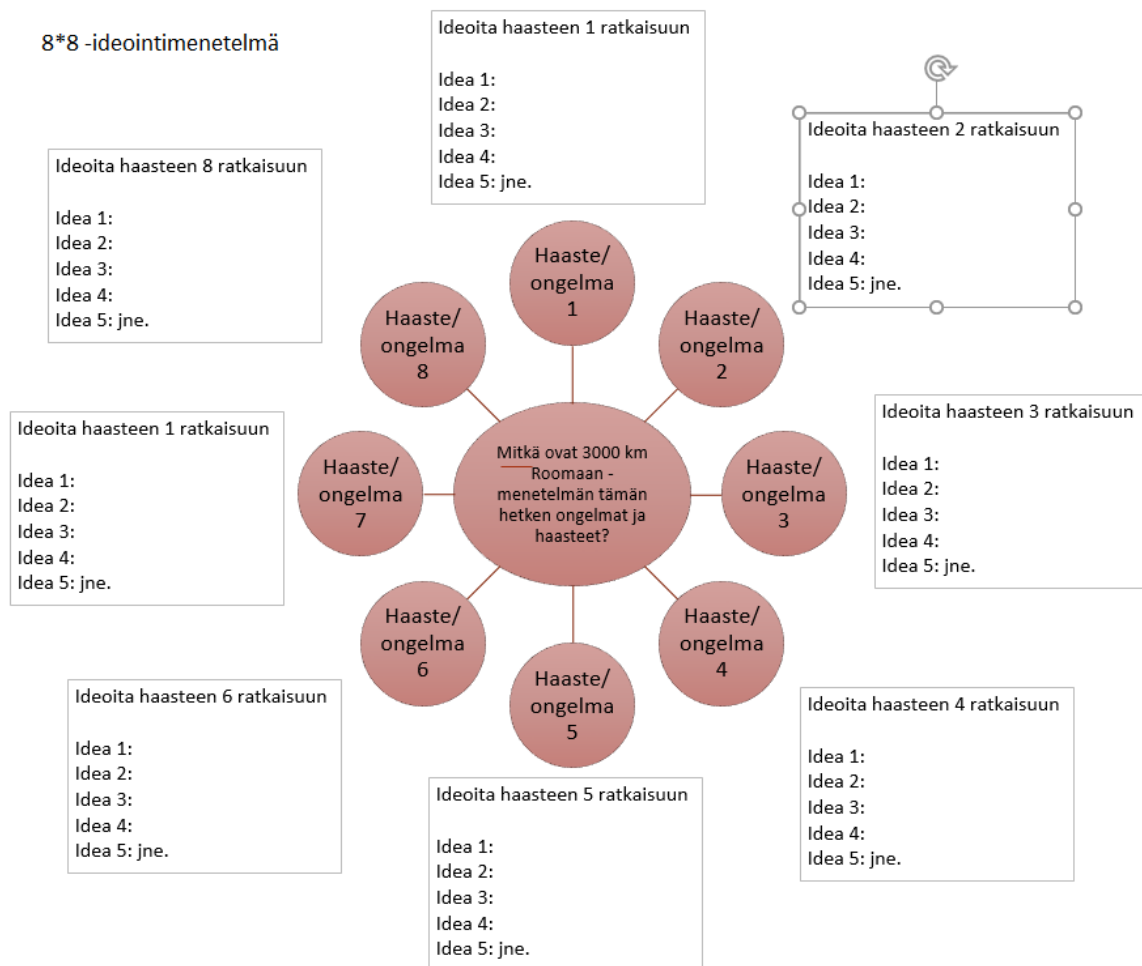 8*8 -ideointimenetelmä
Ideoita haasteen 1 ratkaisuun
Idea 1:
Idea 2:
Idea 3:
Idea 4:
Idea 5: jne.
Ideoita haasteen 2 ratkaisuun
Idea 1:
Idea 2:
Idea 3:
Idea 4:
Idea 5: jne.
Ideoita haasteen 8 ratkaisuun
Idea 1:
Idea 2:
Idea 3:
Idea 4:
Idea 5: jne.
Haaste/
ongelma
1
Haaste/
ongelma
8
Haaste/
ongelma
2
Ideoita haasteen 1 ratkaisuun
Idea 1:
Idea 2:
Idea 3:
Idea 4:
Idea 5: jne.
Haaste/
ongelma
7
Mitkä ovat 3000 km
Roomaan -
menetelmän tämän
hetken ongelmat ja
haasteet?
Haaste/
ongelma
3
Ideoita haasteen 3 ratkaisuun
Idea 1:
Idea 2:
Idea 3:
Idea 4:
Idea 5: jne.
Haaste/
ongelma
6
Haaste/
ongelma
4
Haaste/
ongelma
5
Ideoita haasteen 6 ratkaisuun
Idea 1:
Idea 2:
Idea 3:
Idea 4:
Idea 5: jne.
Ideoita haasteen 4 ratkaisuun
Idea 1:
Idea 2:
Idea 3:
Idea 4:
Idea 5: jne.
Ideoita haasteen 5 ratkaisuun
Idea 1:
Idea 2:
Idea 3:
Idea 4:
Idea 5: jne.